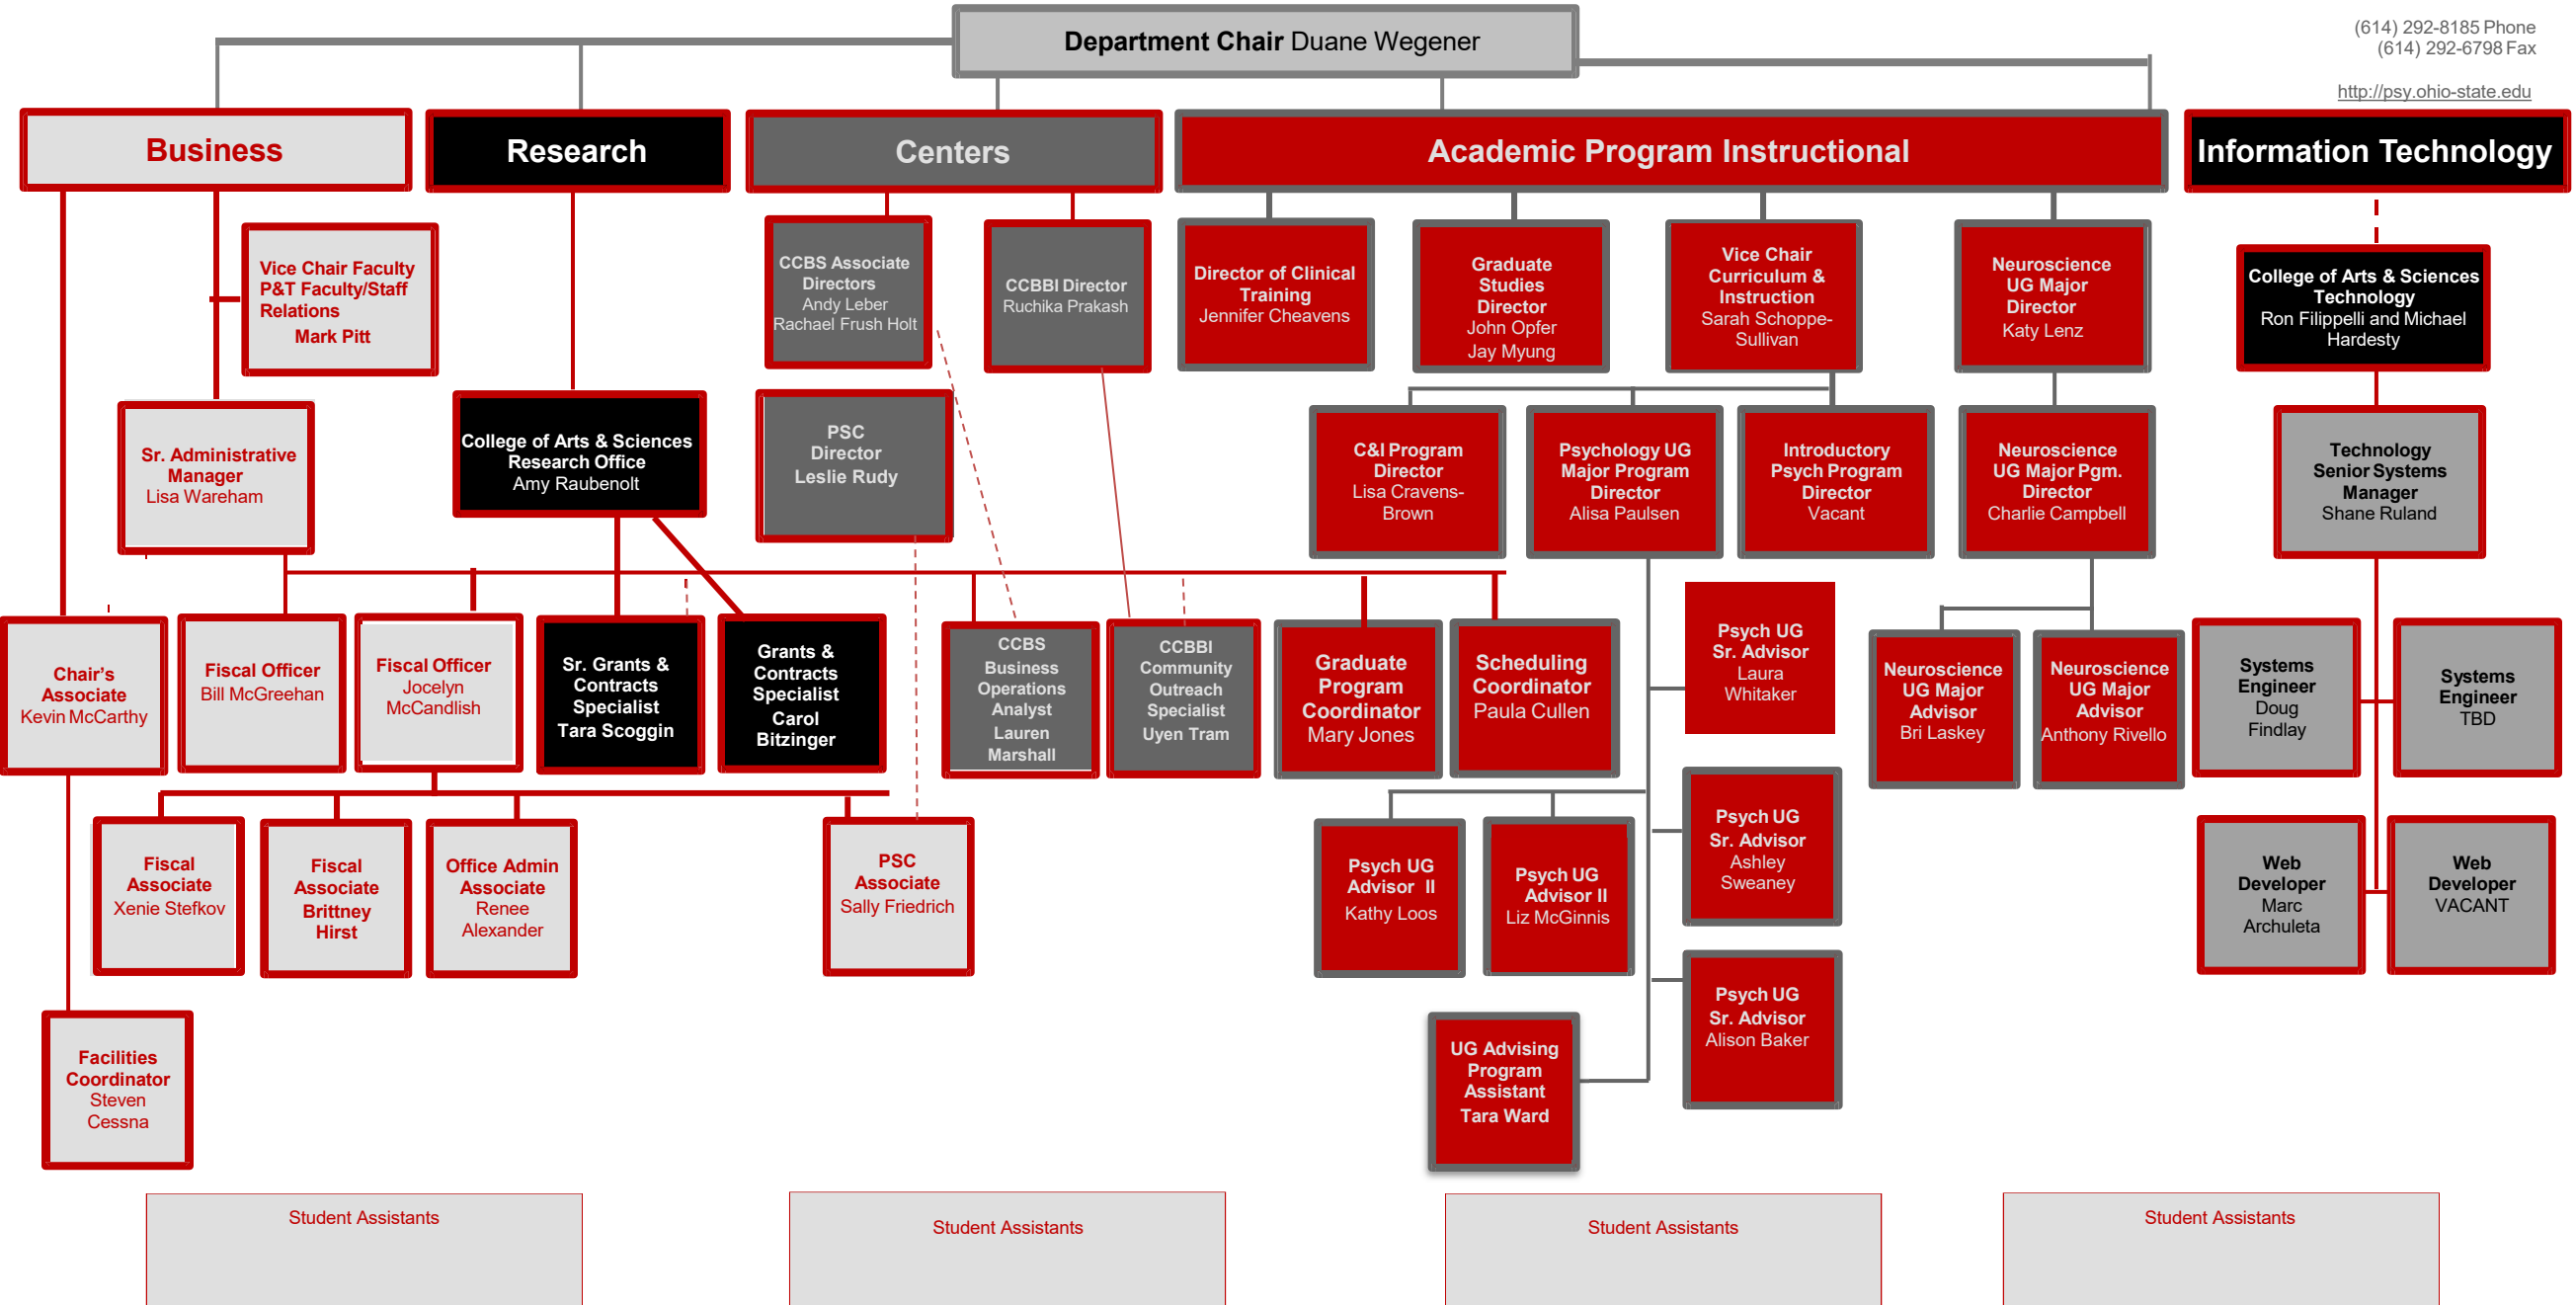 Department Chair Duane Wegener
(614) 292-8185 Phone
(614) 292-6798 Fax
http://psy.ohio-state.edu
Business
Research
Centers
Academic Program Instructional
Information Technology
Vice Chair Faculty
P&T Faculty/Staff
Relations
Mark Pitt
CCBS Associate
Directors
Andy Leber
Rachael Frush Holt
CCBBI Director
Ruchika Prakash
Director of Clinical
Training
Jennifer Cheavens
Graduate
Studies
Director
John Opfer
Jay Myung
Vice Chair
Curriculum &
Instruction
Sarah Schoppe-
Sullivan
Neuroscience
UG Major
Director
Katy Lenz
College of Arts & Sciences
Technology
Ron Filippelli and Michael
Hardesty
Sr. Administrative
Manager
Lisa Wareham
College of Arts & Sciences
Research Office
Amy Raubenolt
PSC
Director
Leslie Rudy
C&I Program
Director
Lisa Cravens-
Brown
Psychology UG
Major Program
Director
Alisa Paulsen
Introductory
Psych Program
Director
Vacant
Neuroscience
UG Major Pgm.
Director
Charlie Campbell
Technology
Senior Systems
Manager
Shane Ruland
Chair's
Associate
Kevin McCarthy
Fiscal Officer
Bill McGreehan
Fiscal Officer
Jocelyn
McCandlish
Sr. Grants &
Contracts
Specialist
Tara Scoggin
Grants &
Contracts
Specialist
Carol
Bitzinger
CCBS
Business
Operations
Analyst
Lauren
Marshall
CCBBI
Community
Outreach
Specialist
Uyen Tram
Graduate
Program
Coordinator
Mary Jones
Scheduling
Coordinator
Paula Cullen
Psych UG
Sr. Advisor
Laura
Whitaker
Neuroscience
UG Major
Advisor
Bri Laskey
Neuroscience
UG Major
Advisor
Anthony Rivello
Systems
Engineer
Doug
Findlay
Systems
Engineer
TBD
Fiscal
Associate
Xenie Stefkov
Fiscal
Associate
Brittney
Hirst
Office Admin
Associate
Renee
Alexander
PSC
Associate
Sally Friedrich
Psych UG
Advisor II
Kathy Loos
Psych UG
Advisor II
Liz McGinnis
Psych UG
Sr. Advisor
Ashley
Sweaney
Web
Developer
Marc
Archuleta
Web
Developer
VACANT
Facilities
Coordinator
Steven
Cessna
UG Advising
Program
Assistant
Tara Ward
Psych UG
Sr. Advisor
Alison Baker
Student Assistants
Student Assistants
Student Assistants
Student Assistants